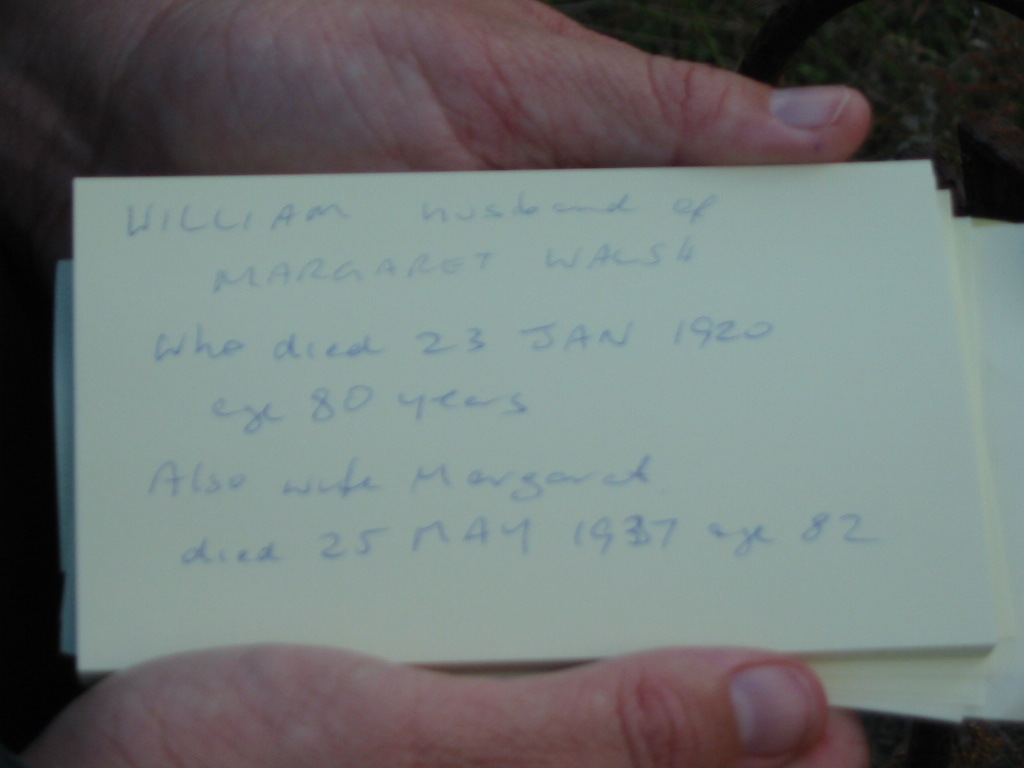 WILLIAM husband of
MARGARET WALSH
Who died 23 JAN 1920
age 80 years
Also wife Margaret
died 25 MAY 1937 age 82